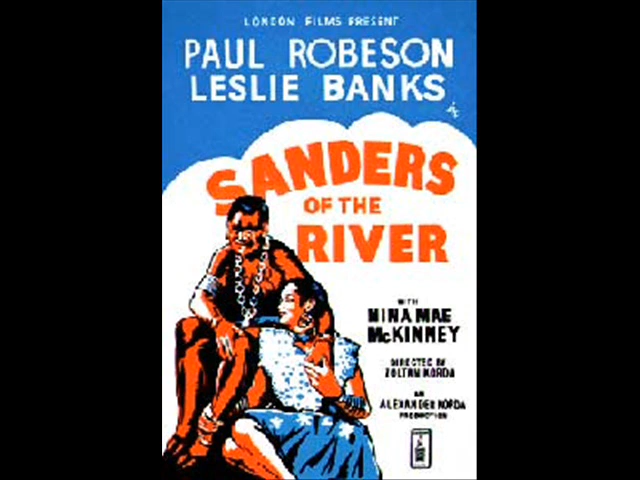 LONDON FILMS PRESENT
PAUL ROBESON
LESLIE BANKS
in
SANDERS
OF THE
RIVER
WITH
NINA MAE
McKINNEY
DIRECTED BY
ZOLTAN KORDA
AN
ALEXANDER KORDA
PRODUCTION